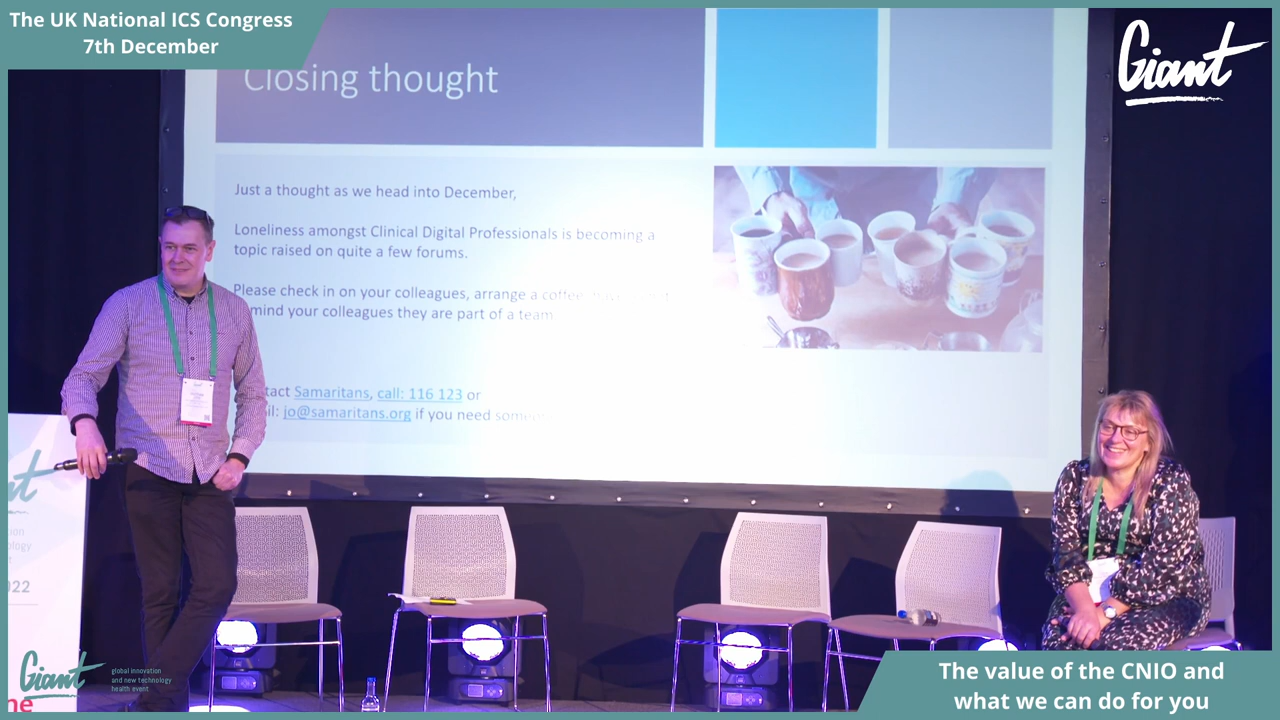 The UK National ICS Congress
7th December
Giant
Closing thought
Just a thought as we head into December,
Loneliness amongst Clinical Digital Professionals is becoming a
topic raised on quite a few forums.
Please check in on your colleagues, arrange a coffee
mind your colleagues they are part of a team.
Samaritans, call: 116 123 or
jo@samaritans.org if you need
Giant
global innovation
and new technology
health event
The value of the CNIO and
what we can do for you